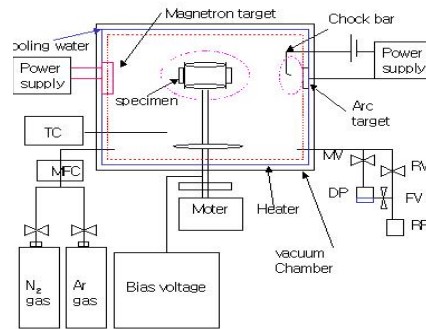 Magnetron target
Chock bar
ooling water
Power
supply
Power
supply
specimen
Arc
target
TC
MV
RV
MFC
DP
FV
Moter
Heater
RP
vacuum
Chamber
N₂
gas
Ar
gas
Bias voltage